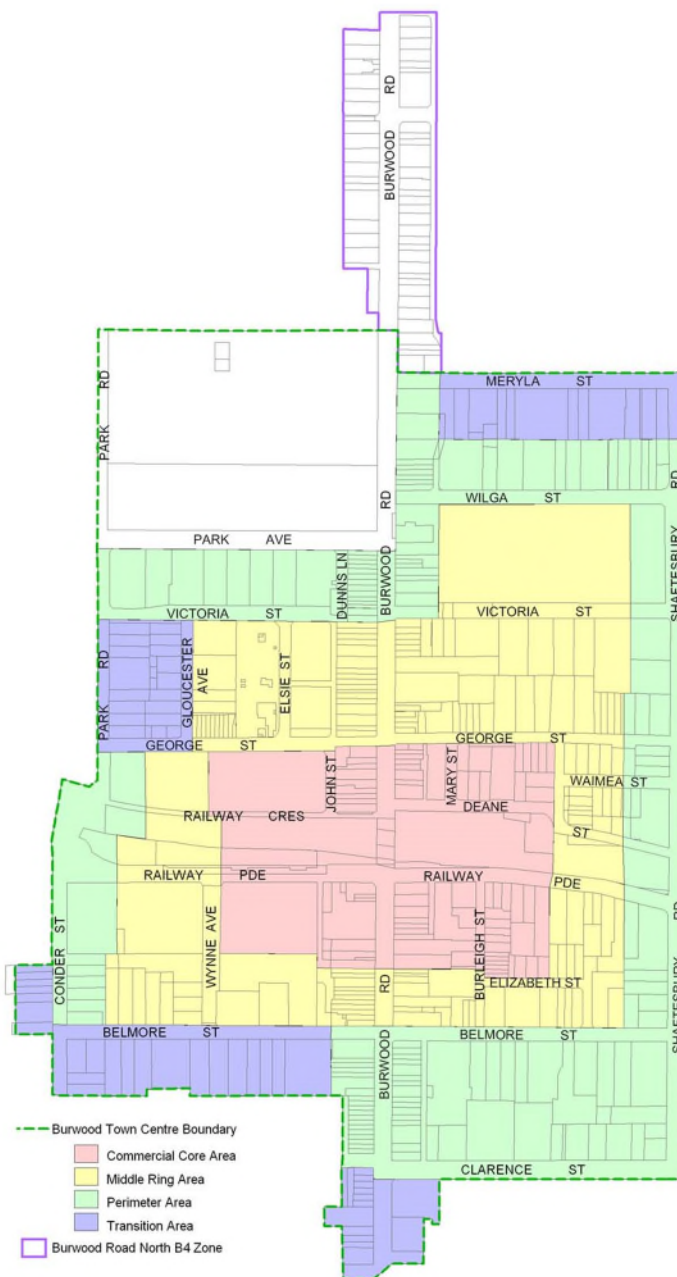 RD
BURWOOD
MERYLA ST
RD
PARK
RD
RD
WILGA ST
PARK AVE
DUNNS LN
BURWOOD
SHAFTESBURY
VICTORIA ST
VICTORIA ST
RD
PARK
GLOUCESTER
AVE
ELSIE ST
GEORGE ST
GEORGE ST
JOHN ST
MARY ST
WAIMEA ST
RAILWAY CRES
DEANE
ST
RAILWAY PDE
RAILWAY
PDE
CONDER ST
WYNNE AVE
BURLEIGH ST
RD
RD
ELIZABETH ST
SHAFTESBURY
BELMORE ST
BELMORE ST
BURWOOD
CLARENCE ST
Burwood Town Centre Boundary
Commercial Core Area
Middle Ring Area
Perimeter Area
Transition Area
Burwood Road North B4 Zone